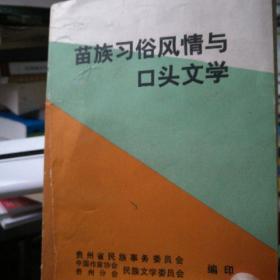 苗族习俗风情与
口头文学
贵州省民族事务委员会
中国作家协会
贵州分会 民族文学委员会
编印